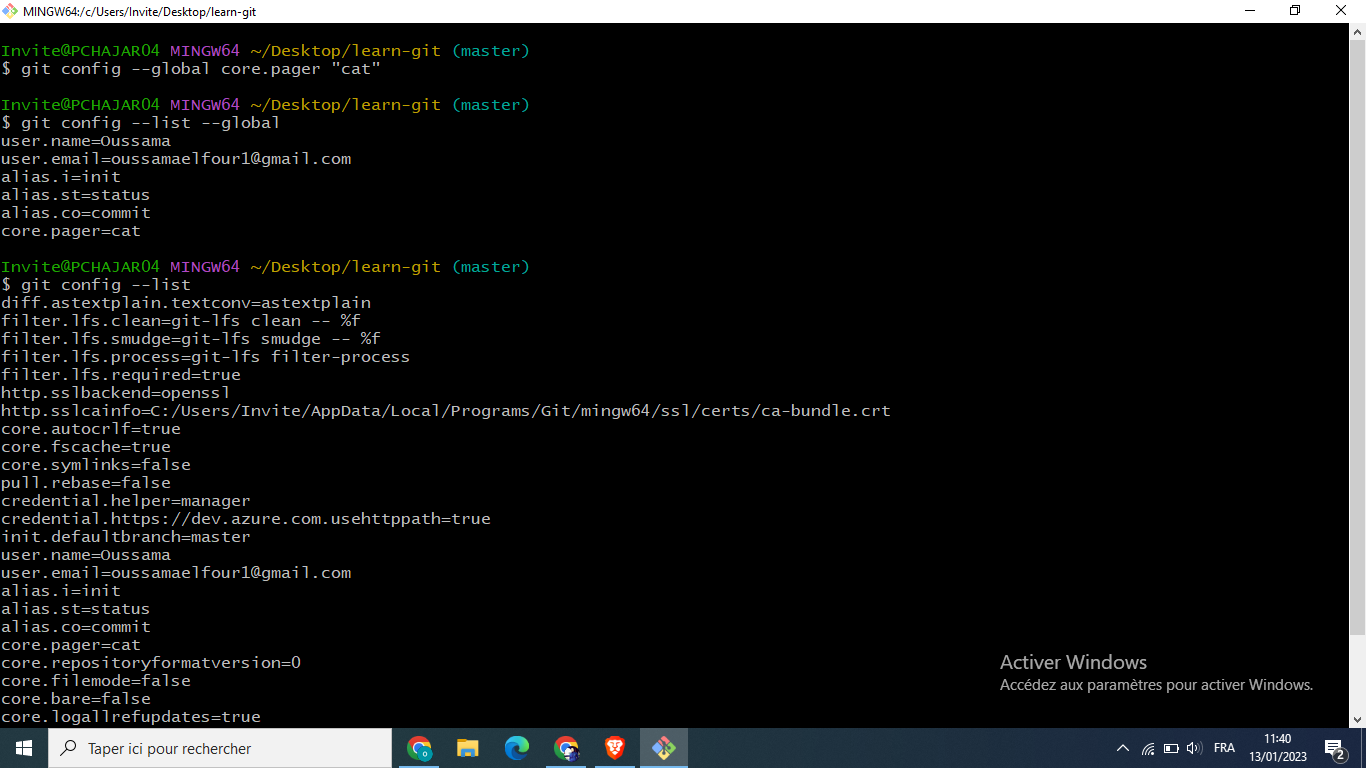 MINGW64:/c/Users/Invite/Desktop/learn-git
Invite@PCHAJAR04 MINGW64 ~/Desktop/learn-git (master)
$ git config --global core.pager "cat"
Invite@PCHAJAR04 MINGW64 ~/Desktop/learn-git (master)
$ git config --list --global
user.name=Oussama
user.email=oussamaelfour1@gmail.com
alias.i=init
alias.st=status
alias.co=commit
core.pager=cat
Invite@PCHAJAR04 MINGW64 ~/Desktop/learn-git (master)
$ git config --list
diff.astextplain.textconv=astextplain
filter.lfs.clean=git-lfs clean -- %f
filter.lfs.smudge=git-lfs smudge -- %f
filter.lfs.process=git-lfs filter-process
filter.lfs.required=true
http.sslbackend=openssl
http.sslcainfo=C:/Users/Invite/AppData/Local/Programs/Git/mingw64/ssl/certs/ca-bundle.crt
core.autocrlf=true
core.fscache=true
core.symlinks=false
pull.rebase=false
credential.helper=manager
credential.https://dev.azure.com.usehttppath=true
init.defaultbranch=master
user.name=Oussama
user.email=oussamaelfour1@gmail.com
alias.i=init
alias.st=status
alias.co=commit
core.pager=cat
core.repositoryformatversion=0
core.filemode=false
core.bare=false
core.logallrefupdates=true
Activer Windows
Accédez aux paramètres pour activer Windows.
Taper ici pour rechercher
FRA
11:40
13/01/2023
2